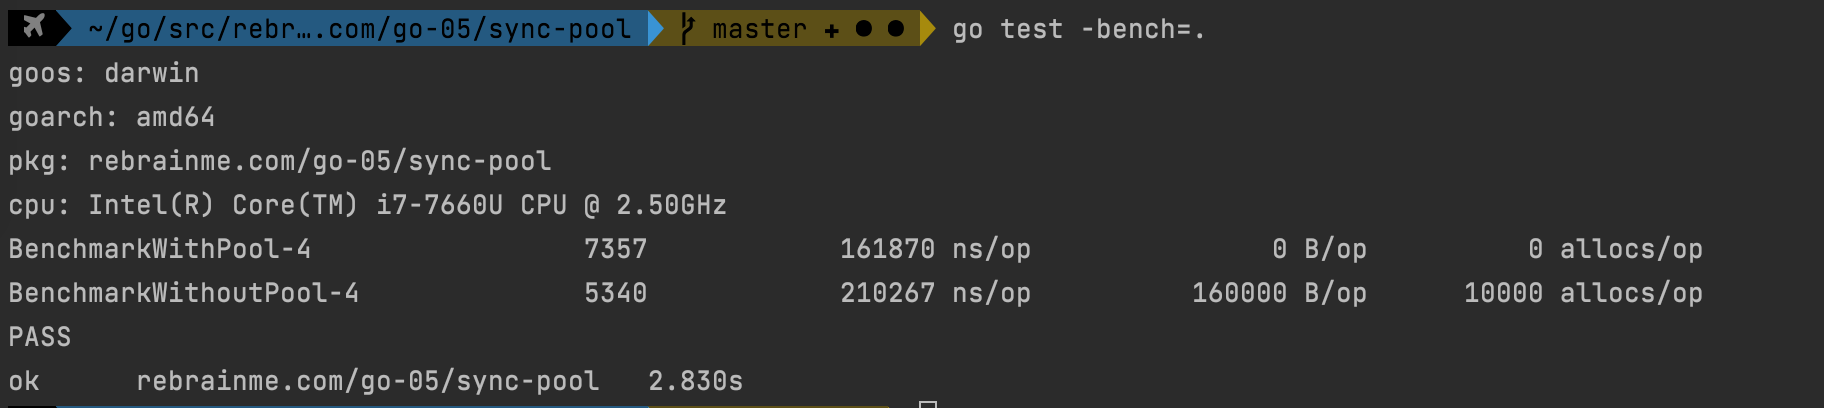 ~/go/src/rebr….com/go-05/sync-pool master + ● ● go test -bench=.
goos: darwin
goarch: amd64
pkg: rebrainme.com/go-05/sync-pool
cpu: Intel(R) Core(TM) i7-7660U CPU @ 2.50GHz
BenchmarkWithPool-4 7357 161870 ns/op 0 B/op 0 allocs/op
BenchmarkWithoutPool-4 5340 210267 ns/op 160000 B/op 10000 allocs/op
PASS
ok rebrainme.com/go-05/sync-pool 2.830s